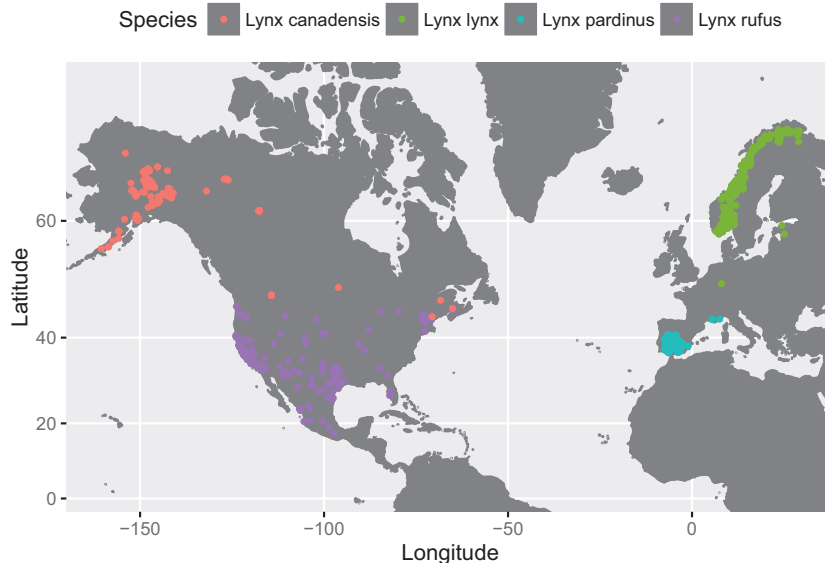 Species Lynx canadensis Lynx lynx Lynx pardinus Lynx rufus
Latitude
60
40
20
0
−150 −100 −50 0
Longitude